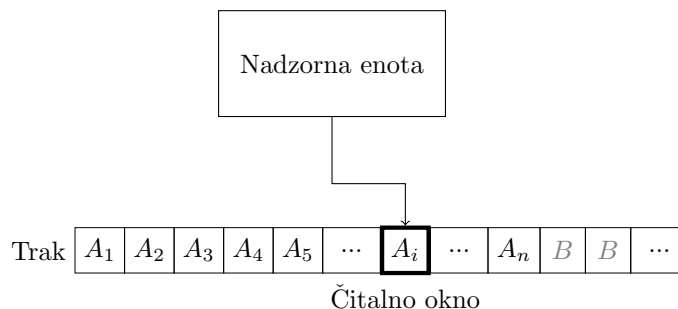 Nadzorna enota
Trak A₁ A₂ A₃ A₄ A₅ ... Aᵢ ... Aₙ B B ...
Čitalno okno